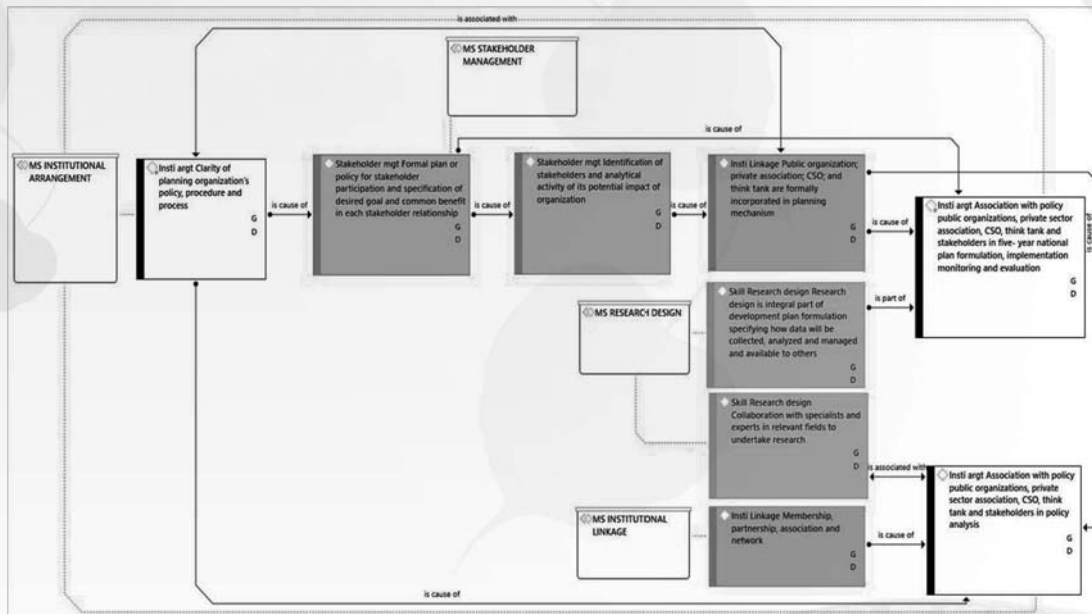 is associated with
MS STAKEHOLDER
MANAGEMENT
is cause of
MS INSTITUTIONAL
ARRANGEMENT
Insti argt Clarity of
planning organization's
policy, procedure and
process
G
D
is cause of
Stakeholder mgt Formal plan or
policy for stakeholder
participation and specification of
desired goal and common benefit
in each stakeholder relationship
G
D
is cause of
Stakeholder mgt Identification of
stakeholders and analytical
activity of its potential impact of
organization
G
D
is cause of
Insti Linkage Public organization;
private association; CSO; and
think tank are formally
incorporated in planning
mechanism
G
D
is cause of
Insti argt Association with policy
public organizations, private sector
association, CSO, think tank and
stakeholders in five- year national
plan formulation, implementation
monitoring and evaluation
G
D
is cause of
MS RESEARCH DESIGN
Skill Research design Research
design is integral part of
development plan formulation
specifying how data will be
collected, analyzed and managed
and available to others
G
D
is part of
Skill Research design
Collaboration with specialists and
experts in relevant fields to
undertake research
G
D
is associated with
MS INSTITUTIONAL
LINKAGE
Insti Linkage Membership,
partnership, association and
network
G
D
is cause of
Insti argt Association with policy
public organizations, private
sector association, CSO, think
tank and stakeholders in policy
analysis
G
D
is cause of